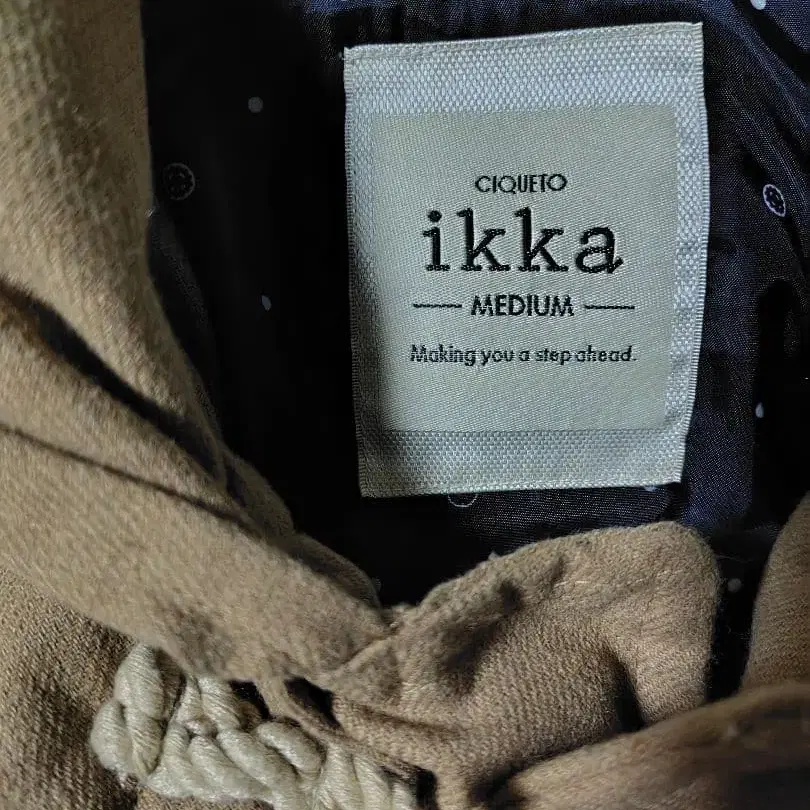 CIQUETO
ikka
MEDIUM
Making you a step ahead.